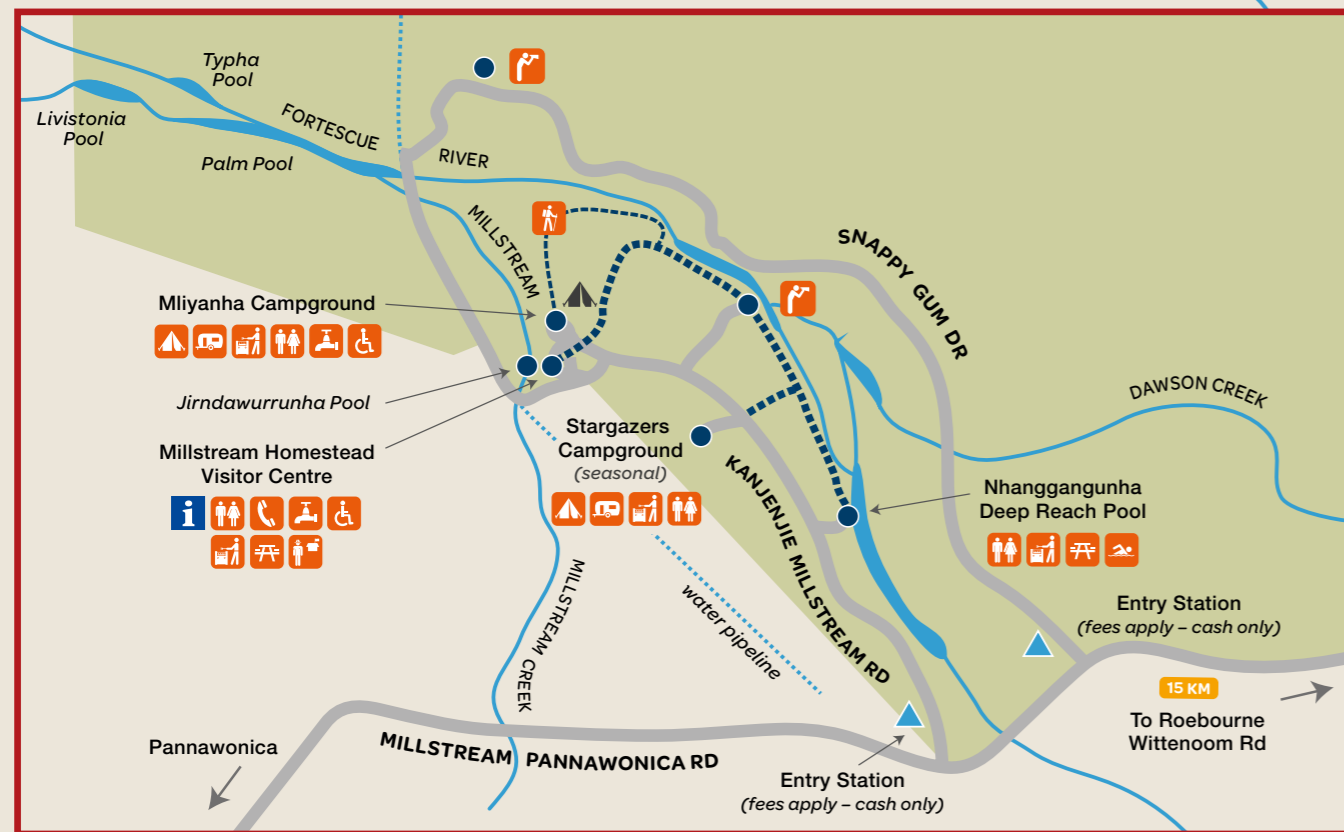 Typha
Pool
Livistonia
Pool
FORTESCUE
RIVER
Palm Pool
MILLSTREAM
SNAPPY GUM DR
Mliyanha Campground
Jirndawurrunha Pool
DAWSON CREEK
Millstream Homestead
Visitor Centre
i
Stargazers
Campground
(seasonal)
KANJENJIE MILLSTREAM RD
Nhanggangunha
Deep Reach Pool
MILLSTREAM CREEK
water pipeline
Entry Station
(fees apply – cash only)
15 KM
To Roebourne
Wittenoom Rd
Pannawonica
MILLSTREAM PANNAWONICA RD
Entry Station
(fees apply – cash only)